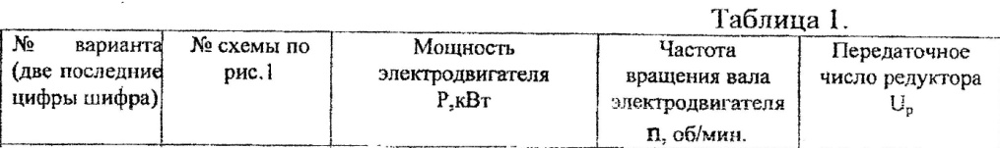 Таблица 1.
№ варианта
(две последние
цифры шифра)
№ схемы по
рис.1
Мощность
электродвигателя
P,кВт
Частота
вращения вала
электродвигателя
n, об/мин.
Передаточное
число редуктора
Uр